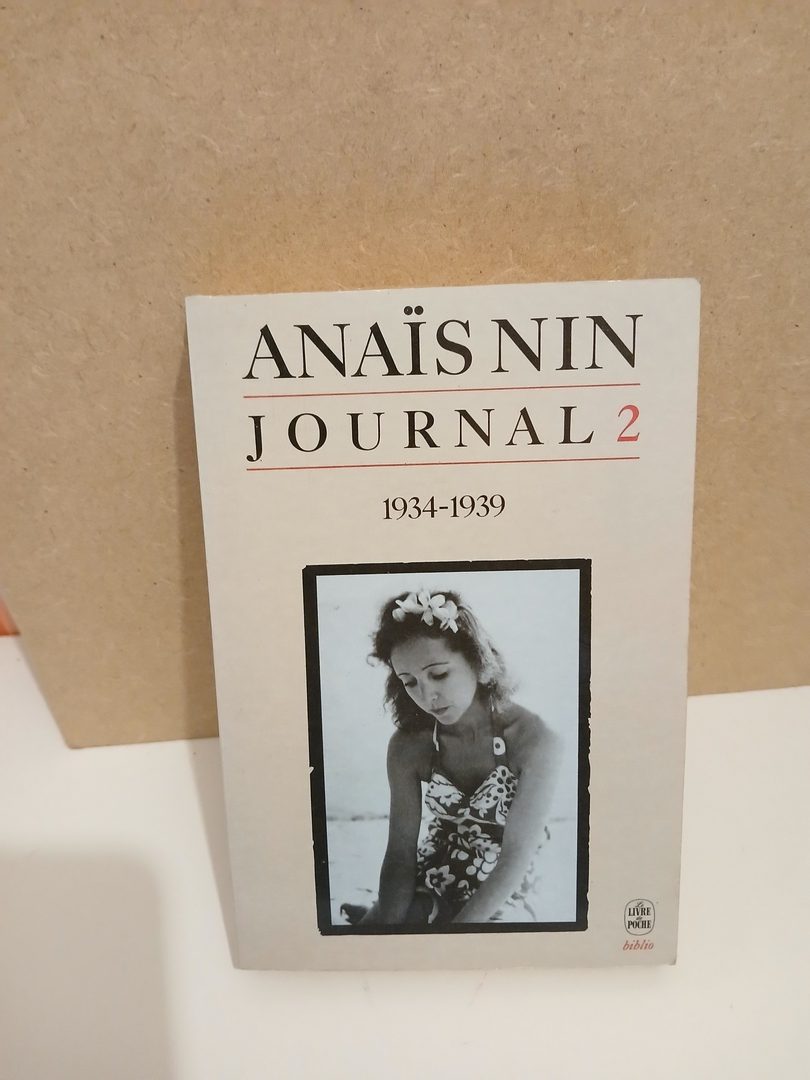 ANAÏS NIN
JOURNAL 2
1934-1939
Le
LIVRE
de
POCHE
biblio